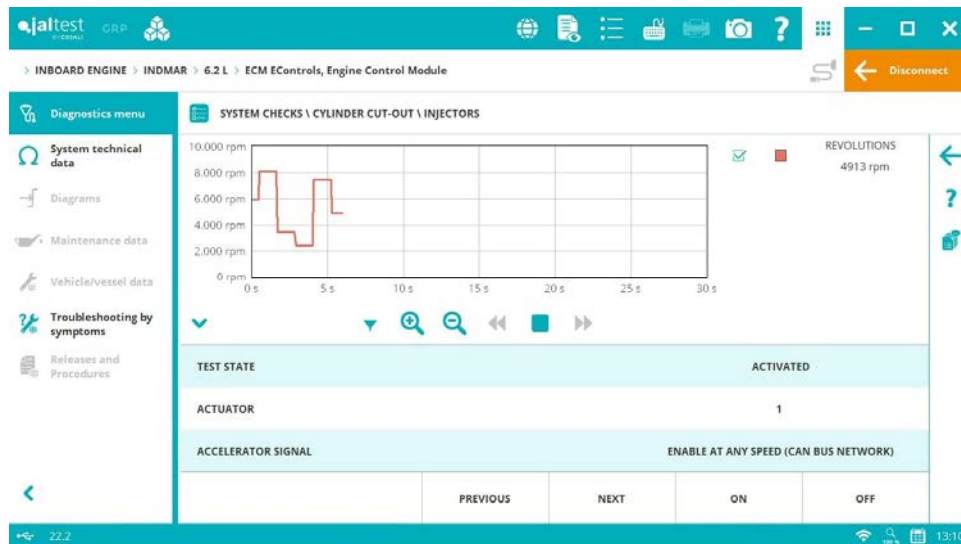 jaltest GRP
BY COJALI
> INBOARD ENGINE > INDMAR > 6.2 L > ECM EControls, Engine Control Module
Disconnect
Diagnostics menu
SYSTEM CHECKS \ CYLINDER CUT-OUT \ INJECTORS
System technical
data
Diagrams
Maintenance data
Vehicle/vessel data
Troubleshooting by
symptoms
Releases and
Procedures
10.000 rpm
8.000 rpm
6.000 rpm
4.000 rpm
2.000 rpm
0 rpm
0 s 5 s 10 s 15 s 20 s 25 s 30 s
REVOLUTIONS
4913 rpm
TEST STATE ACTIVATED
ACTUATOR 1
ACCELERATOR SIGNAL ENABLE AT ANY SPEED (CAN BUS NETWORK)
PREVIOUS NEXT ON OFF
22.2 100 % 13:10